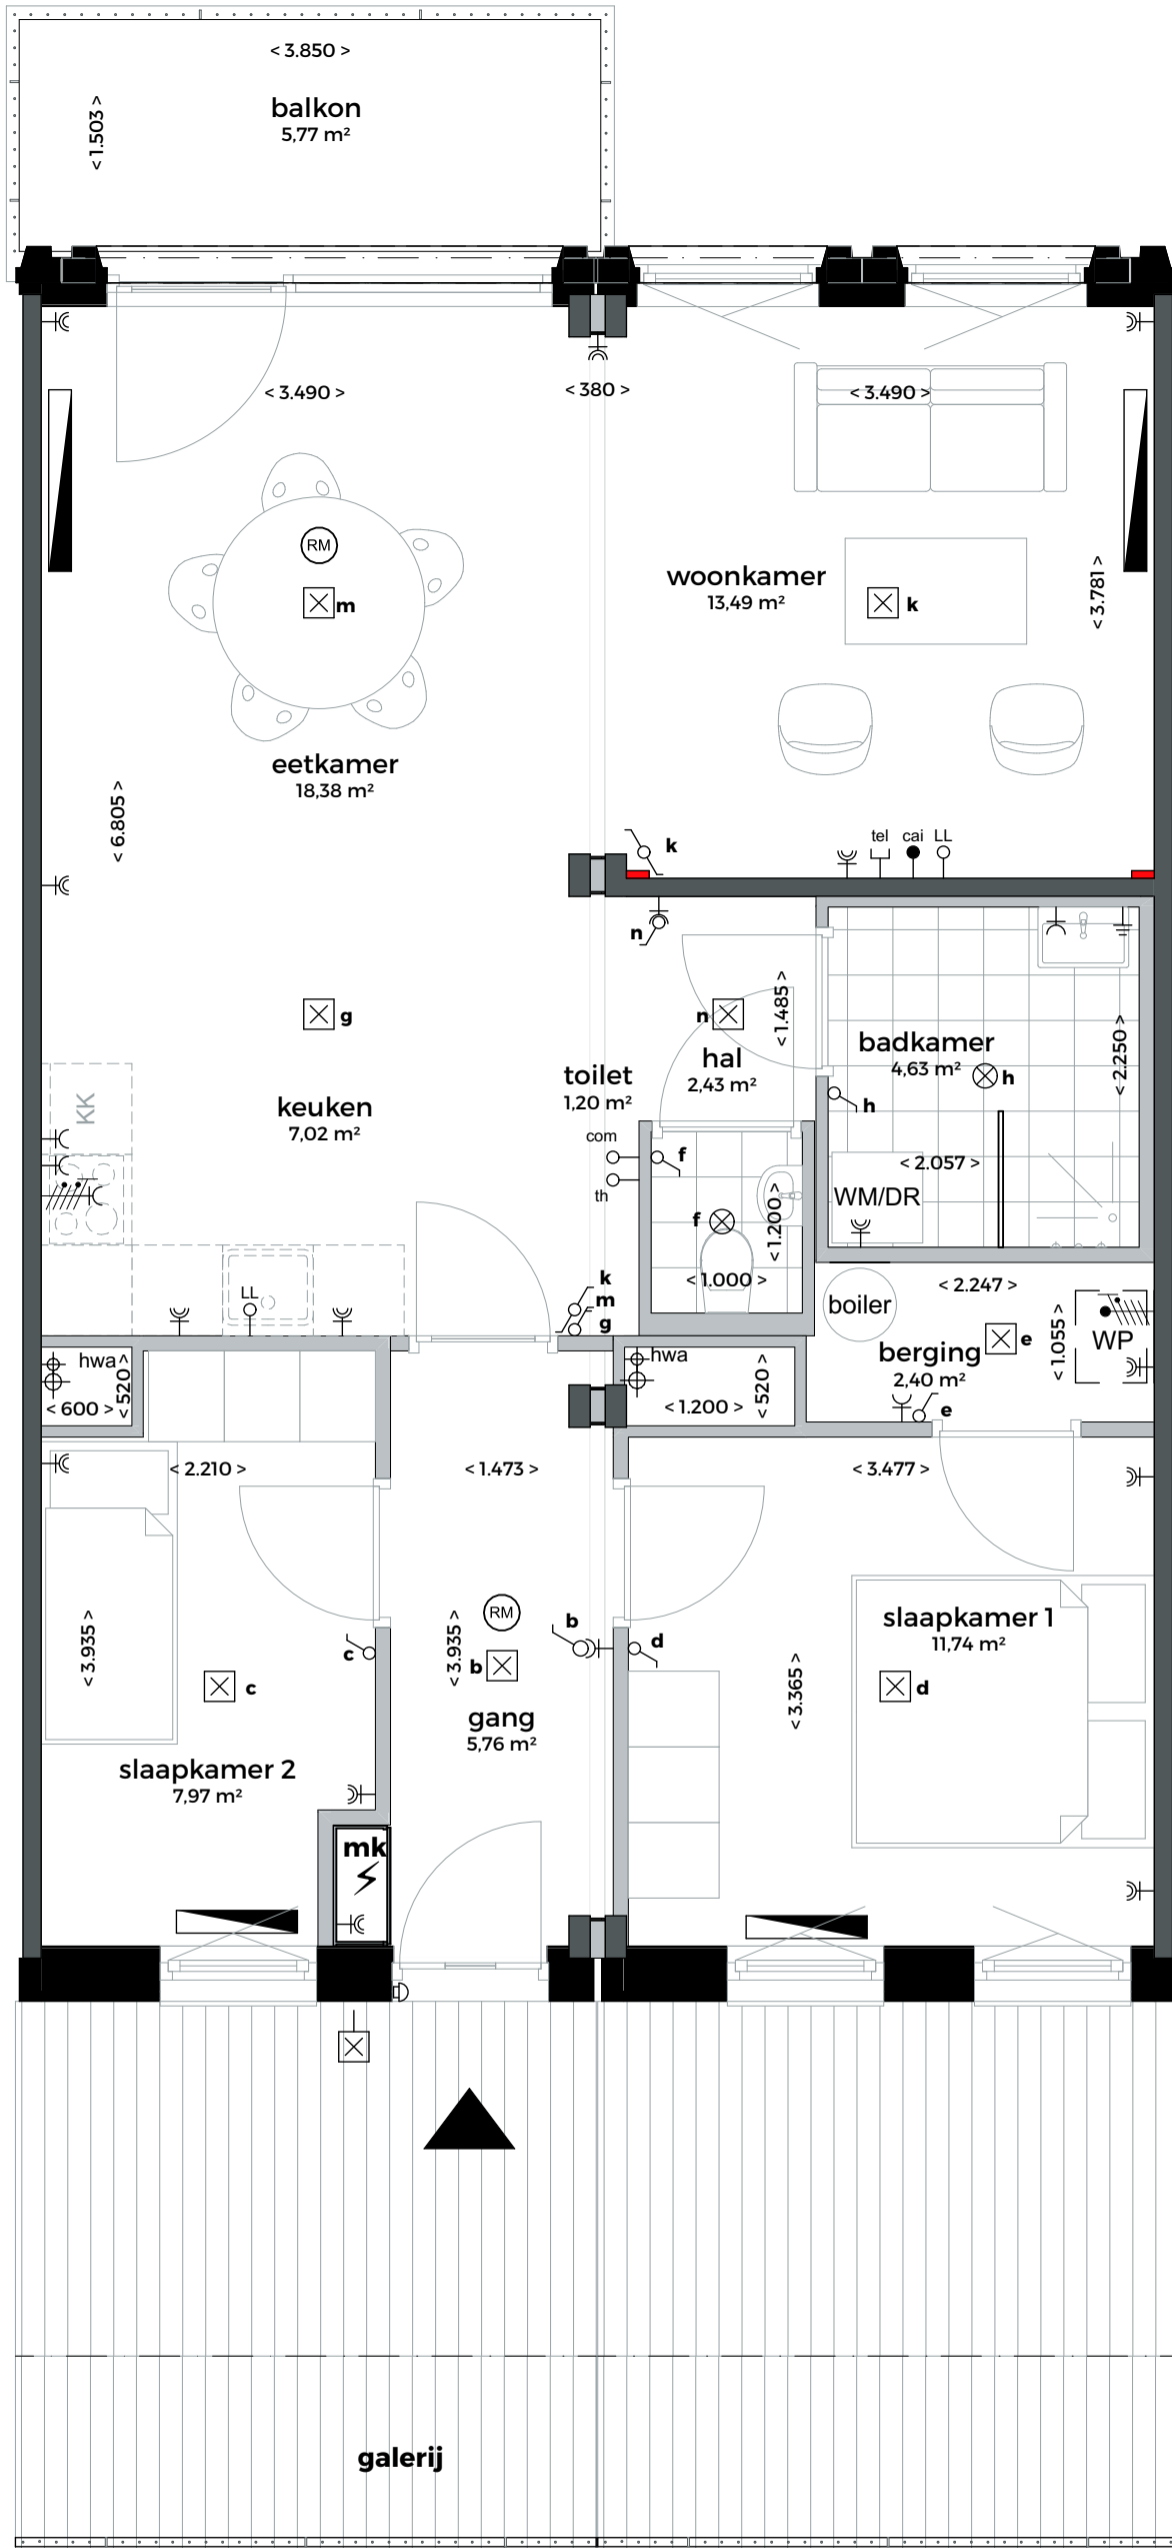 < 3.850 >
balkon
5,77 m²
< 1.503 >
< 3.490 >
< 380 >
< 3.490 >
RM
m
woonkamer
13,49 m²
k
< 3.781 >
eetkamer
18,38 m²
< 6.805 >
k
tel
cai
LL
n
g
n
hal
2,43 m²
< 1.485 >
badkamer
4,63 m²
h
< 2.250 >
toilet
1,20 m²
KK
keuken
7,02 m²
h
com
th
f
f
< 1.200 >
< 1.000 >
< 2.057 >
WM/DR
LL
k
m
g
boiler
< 2.247 >
e
< 1.055 >
WP
berging
2,40 m²
e
hwa
< 600 >
< 520 >
hwa
< 1.200 >
< 520 >
< 2.210 >
< 1.473 >
< 3.477 >
RM
b
b
< 3.935 >
gang
5,76 m²
c
c
< 3.935 >
slaapkamer 2
7,97 m²
d
slaapkamer 1
11,74 m²
d
< 3.365 >
mk
galerij